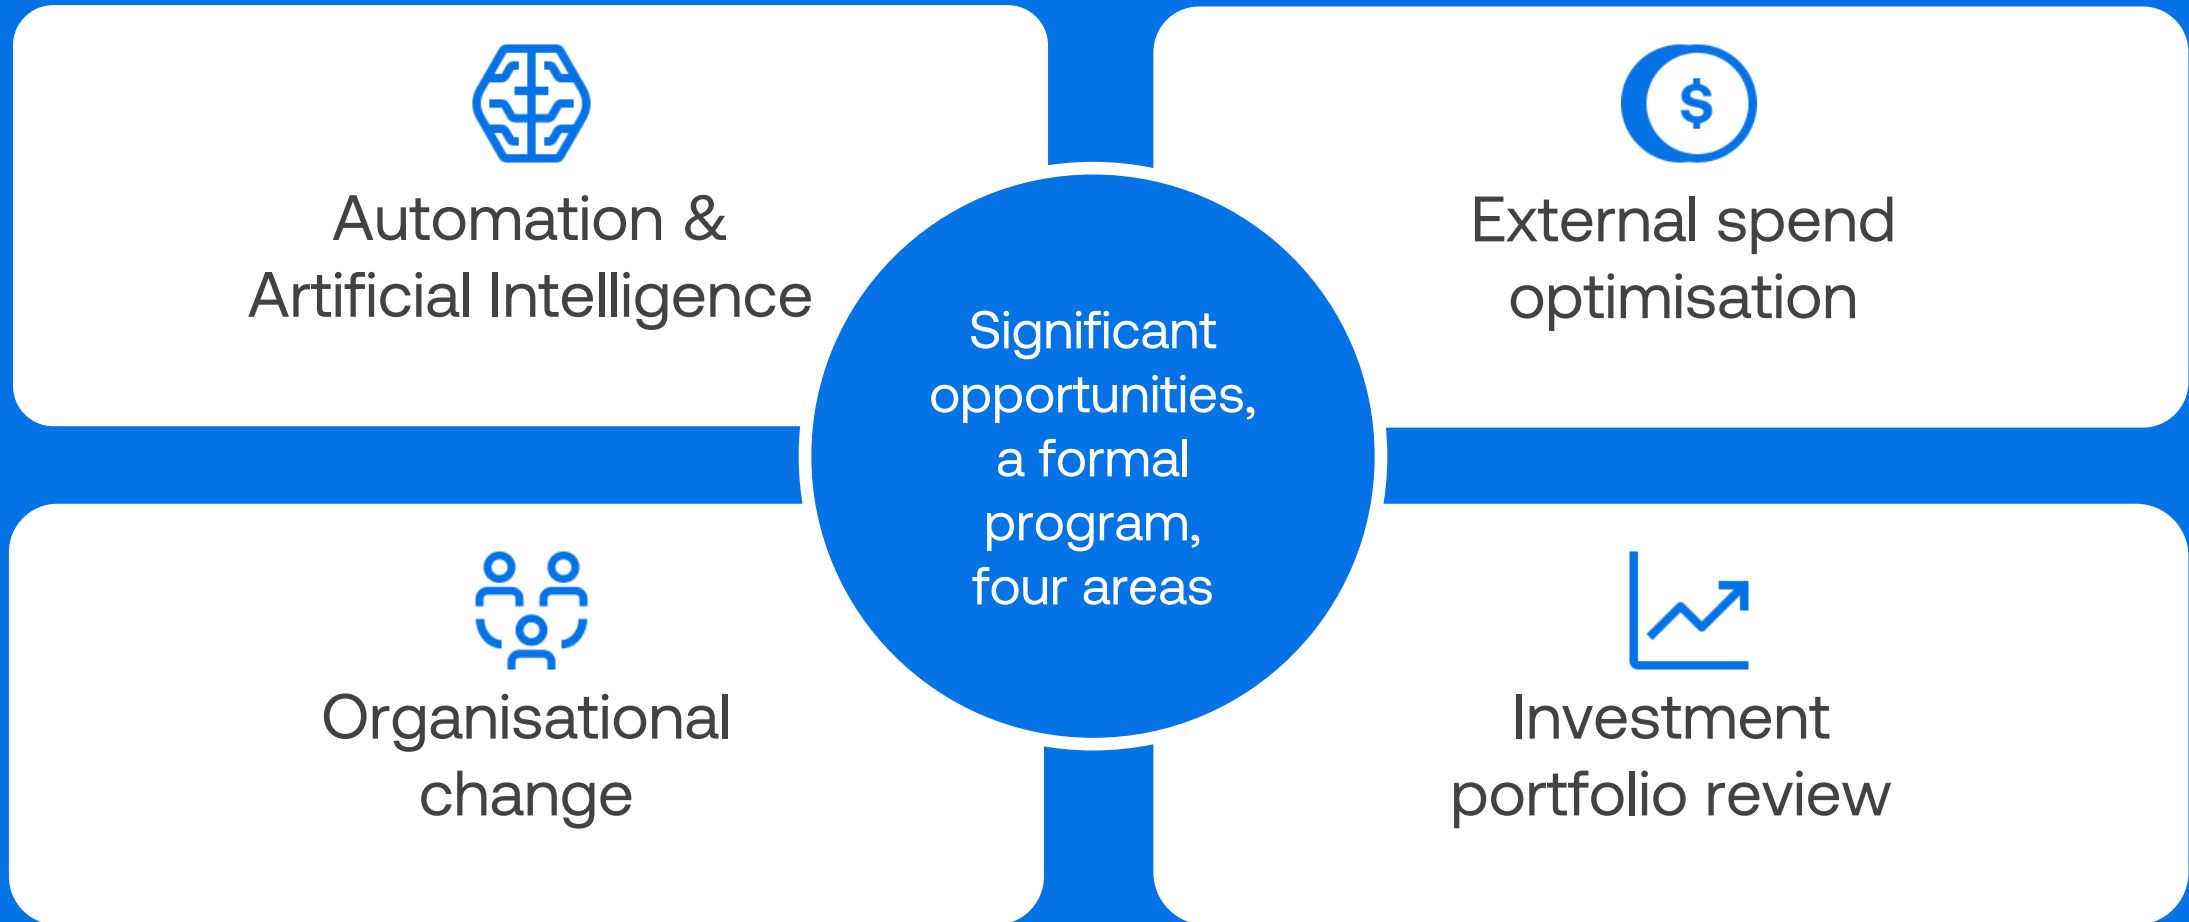 Automation &
Artificial Intelligence
$
External spend
optimisation
Significant
opportunities,
a formal
program,
four areas
Organisational
change
Investment
portfolio review